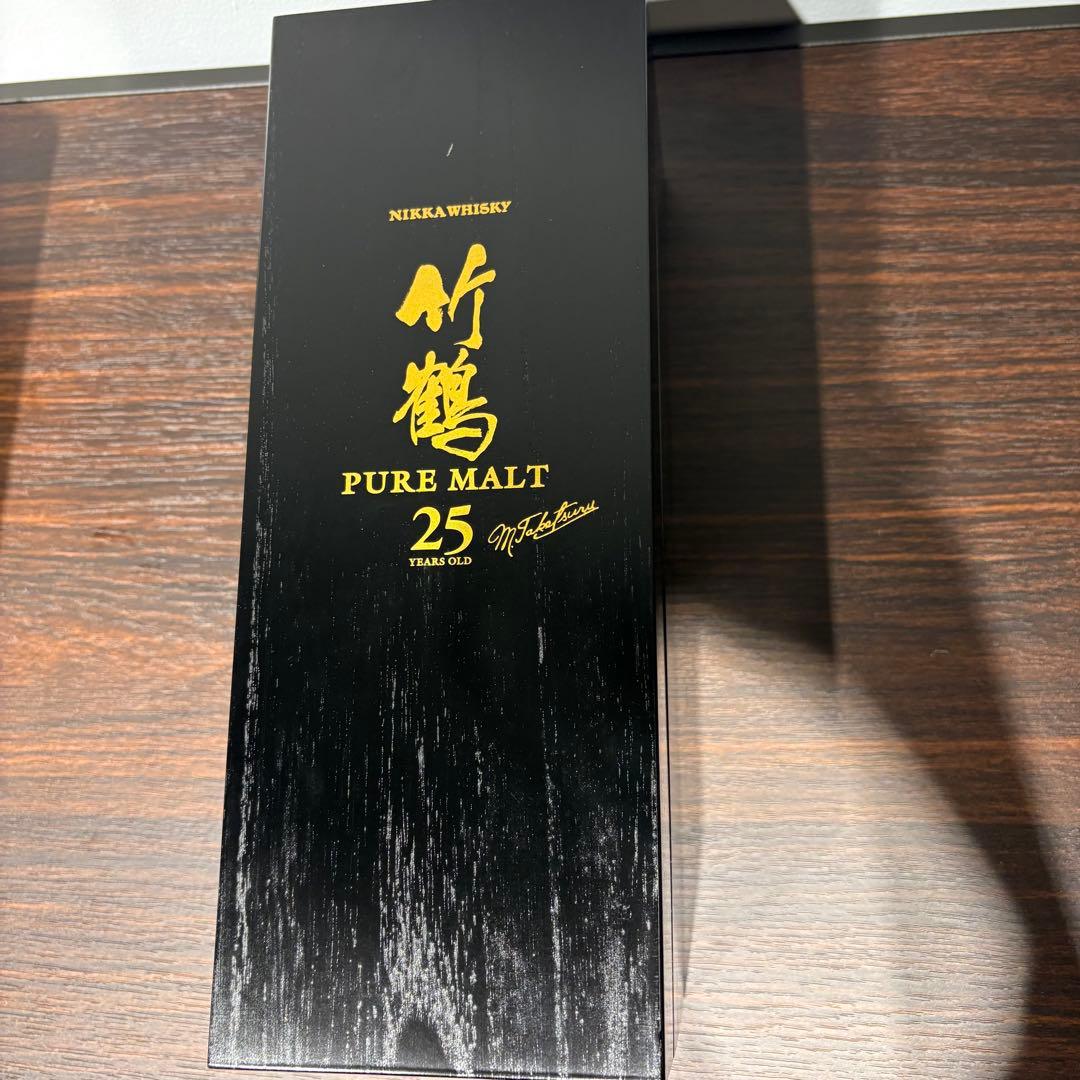 NIKKA WHISKY
竹鶴
PURE MALT
25
YEARS OLD
M.Taketsuru